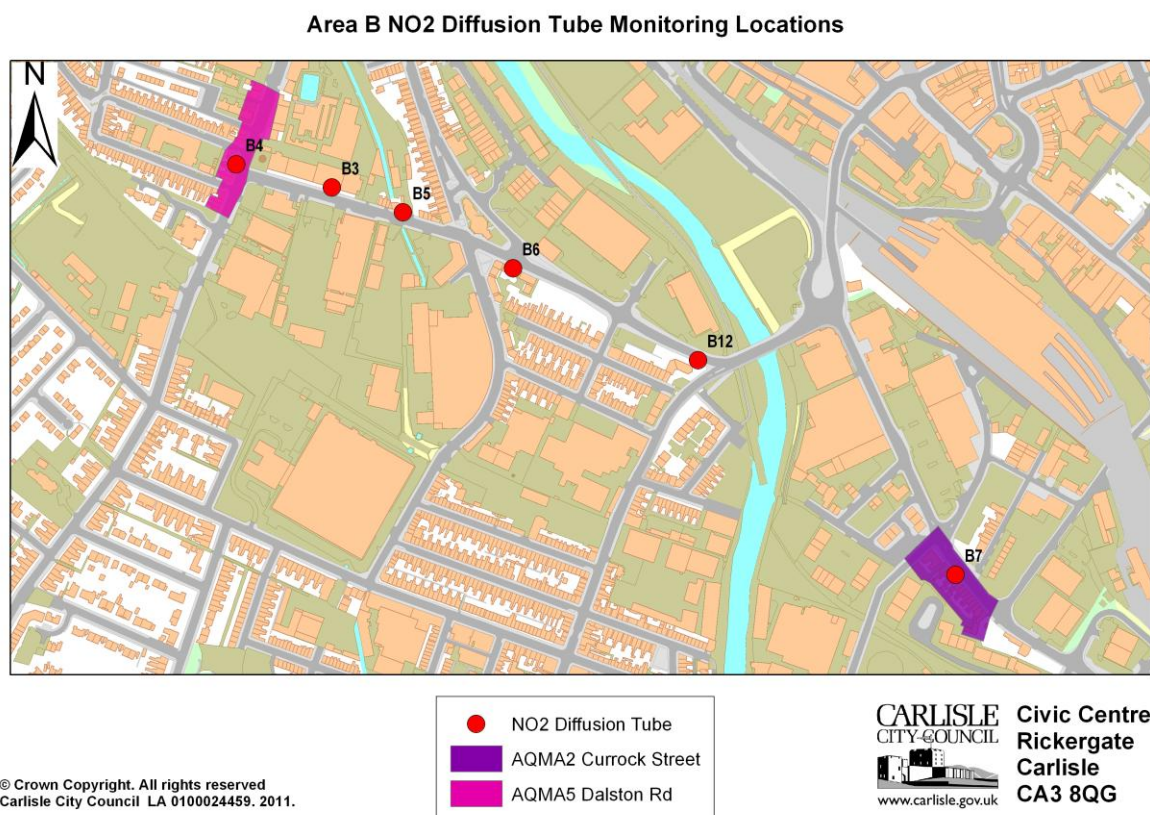 Area B NO2 Diffusion Tube Monitoring Locations
N
B4
B3
B5
B6
B12
B7
NO2 Diffusion Tube
AQMA2 Currock Street
AQMA5 Dalston Rd
© Crown Copyright. All rights reserved
Carlisle City Council LA 0100024459. 2011.
CARLISLE
CITY COUNCIL
www.carlisle.gov.uk
Civic Centre
Rickergate
Carlisle
CA3 8QG